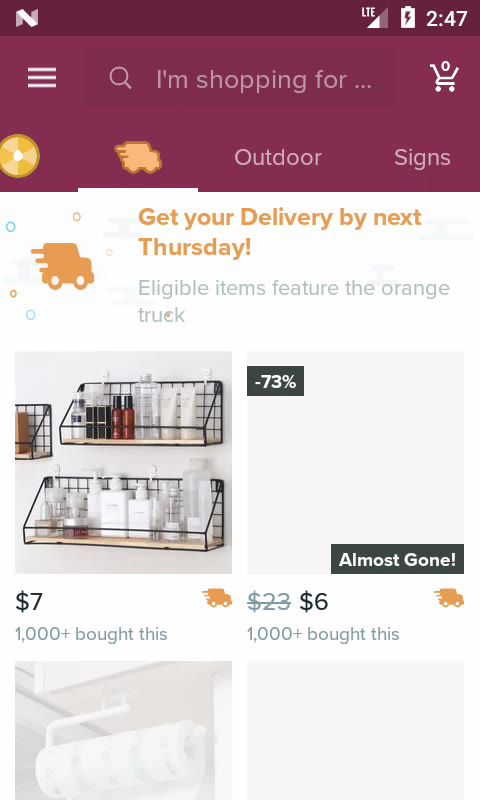 LTE 2:47
I'm shopping for ...
0
Outdoor
Signs
Get your Delivery by next
Thursday!
Eligible items feature the orange
truck
-73%
Almost Gone!
$7
$23 $6
1,000+ bought this
1,000+ bought this